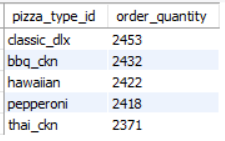 pizza_type_id order_quantity
classic_dlx 2453
bbq_ckn 2432
hawaiian 2422
pepperoni 2418
thai_ckn 2371